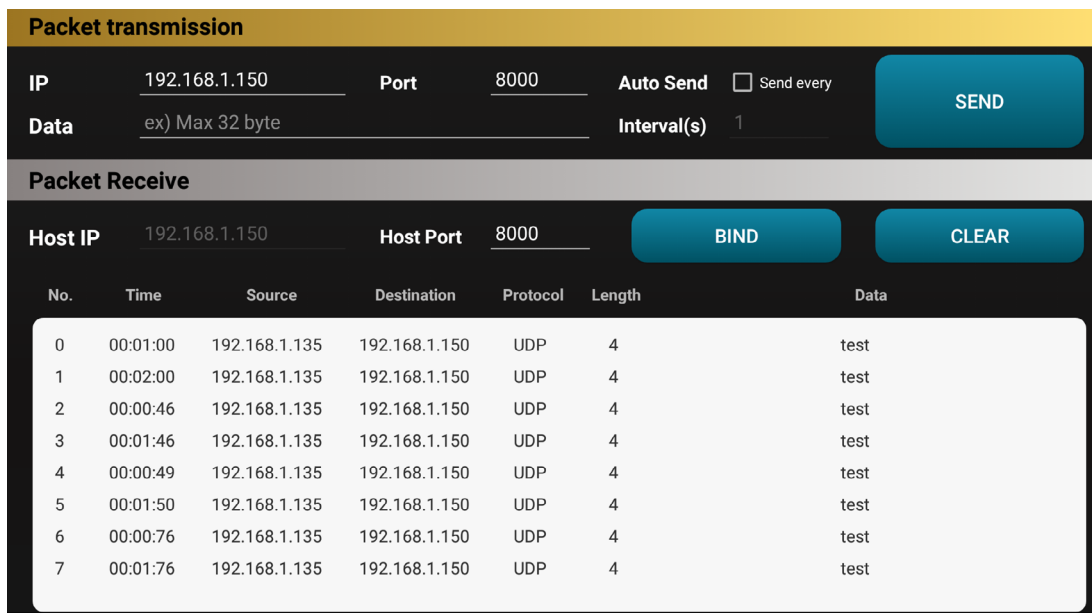 Packet transmission
IP 192.168.1.150 Port 8000 Auto Send Send every
SEND
Data ex) Max 32 byte Interval(s) 1
Packet Receive
Host IP 192.168.1.150 Host Port 8000 BIND CLEAR
No. Time Source Destination Protocol Length Data
0 00:01:00 192.168.1.135 192.168.1.150 UDP 4 test
1 00:02:00 192.168.1.135 192.168.1.150 UDP 4 test
2 00:00:46 192.168.1.135 192.168.1.150 UDP 4 test
3 00:01:46 192.168.1.135 192.168.1.150 UDP 4 test
4 00:00:49 192.168.1.135 192.168.1.150 UDP 4 test
5 00:01:50 192.168.1.135 192.168.1.150 UDP 4 test
6 00:00:76 192.168.1.135 192.168.1.150 UDP 4 test
7 00:01:76 192.168.1.135 192.168.1.150 UDP 4 test